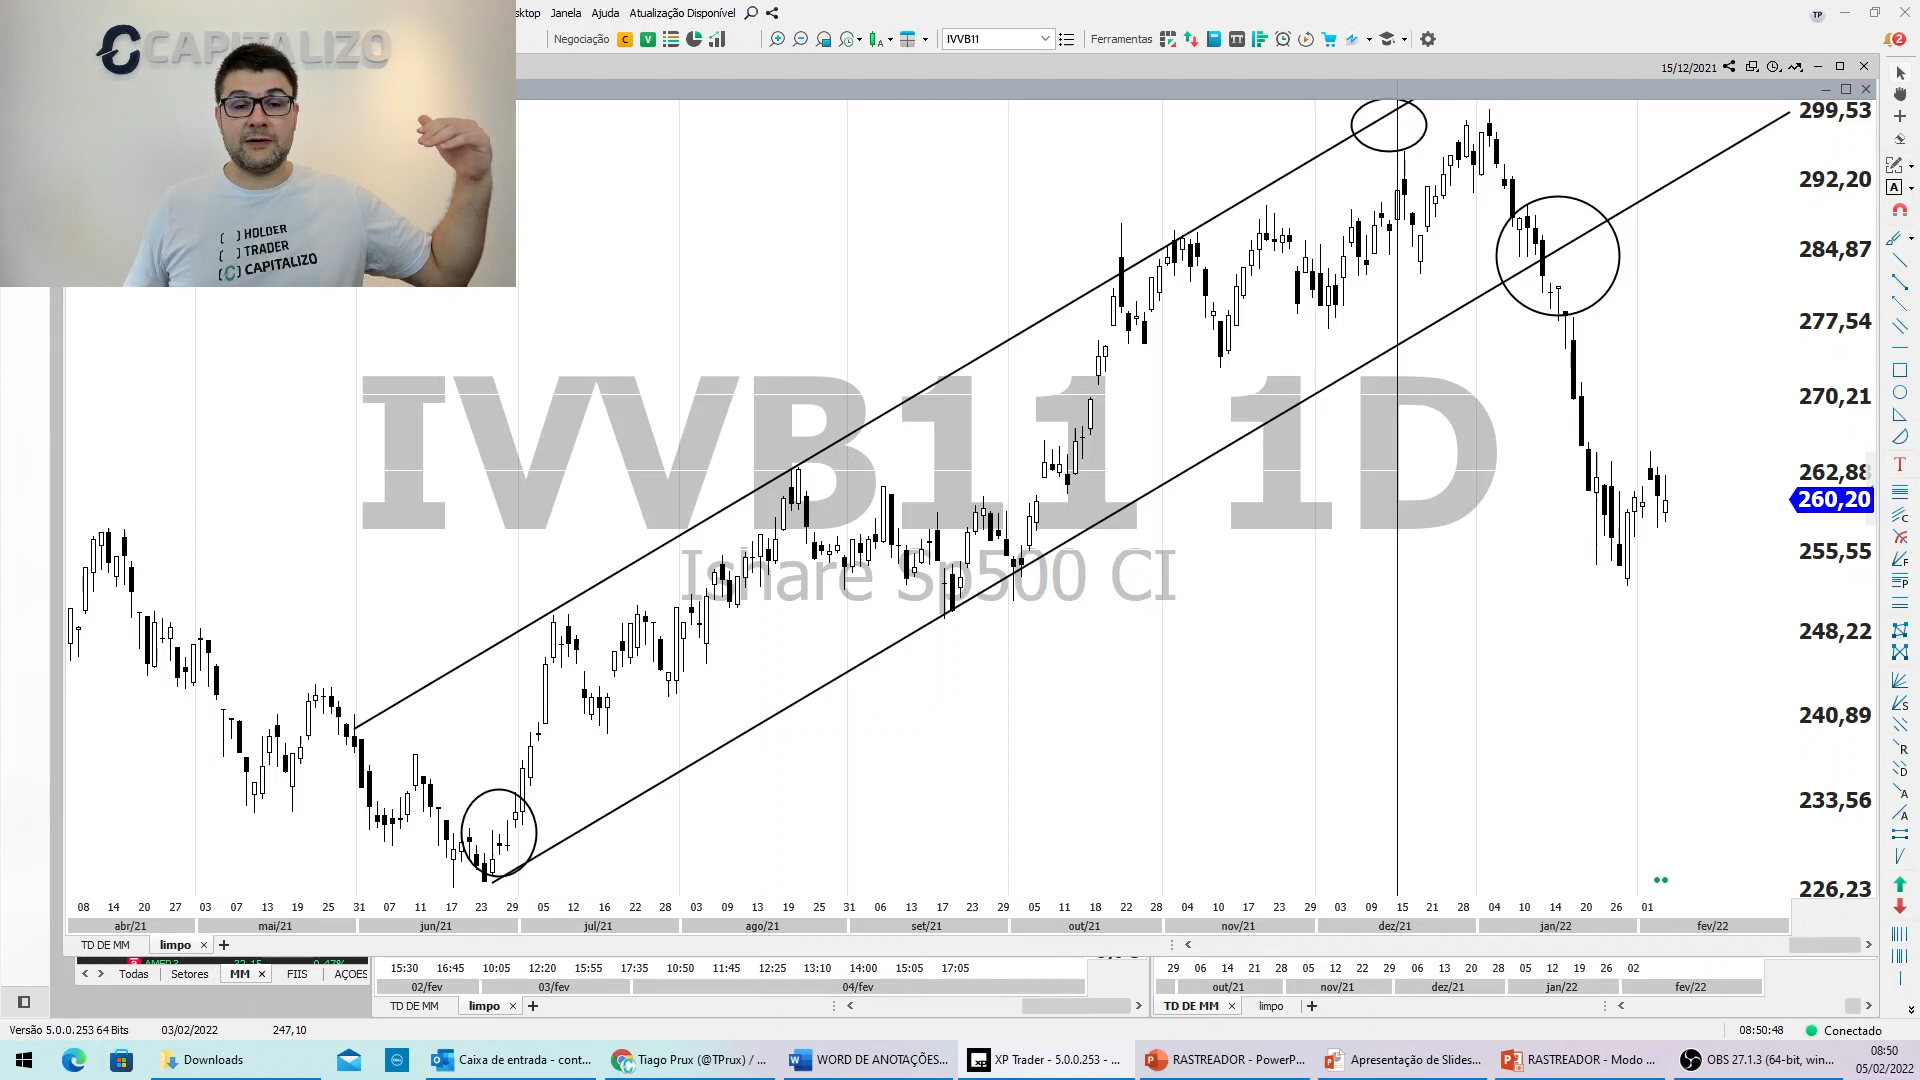 CAPITALIZO
( ) HOLDER
( ) TRADER
(C) CAPITALIZO
sktop Janela Ajuda Atualização Disponível
TP
Negociação C V
IVVB11
Ferramentas
2
15/12/2021
299,53
292,20
284,87
277,54
270,21
262,88
260,20
255,55
248,22
240,89
233,56
226,23
IVVB11 1D
Ishare Sp500 CI
08 14 20 27 03 07 13 19 25 31 07 11 17 23 29 05 12 16 22 28 03 09 13 19 25 31 06 13 17 23 29 05 11 18 22 28 04 10 17 23 29 03 09 15 21 28 04 10 14 20 26 01
abr/21 mai/21 jun/21 jul/21 ago/21 set/21 out/21 nov/21 dez/21 jan/22 fev/22
TD DE MM limpo × +
Todas Setores MM × FIIS AÇOES
15:30 16:45 10:05 12:20 15:55 17:35 10:50 11:45 12:25 13:10 14:00 15:05 17:05
02/fev 03/fev 04/fev
TD DE MM limpo × +
29 06 14 21 28 05 12 22 29 06 13 20 28 05 12 19 26 02
out/21 nov/21 dez/21 jan/22 fev/22
TD DE MM × limpo +
Versão 5.0.0.253 64 Bits 03/02/2022 247,10
08:50:48 Conectado
Downloads
Caixa de entrada - cont...
Tiago Prux (@TPrux) / ...
WORD DE ANOTAÇÕES...
XP Trader - 5.0.0.253 - ...
RASTREADOR - PowerP...
Apresentação de Slides...
RASTREADOR - Modo ...
OBS 27.1.3 (64-bit, win...
08:50
05/02/2022